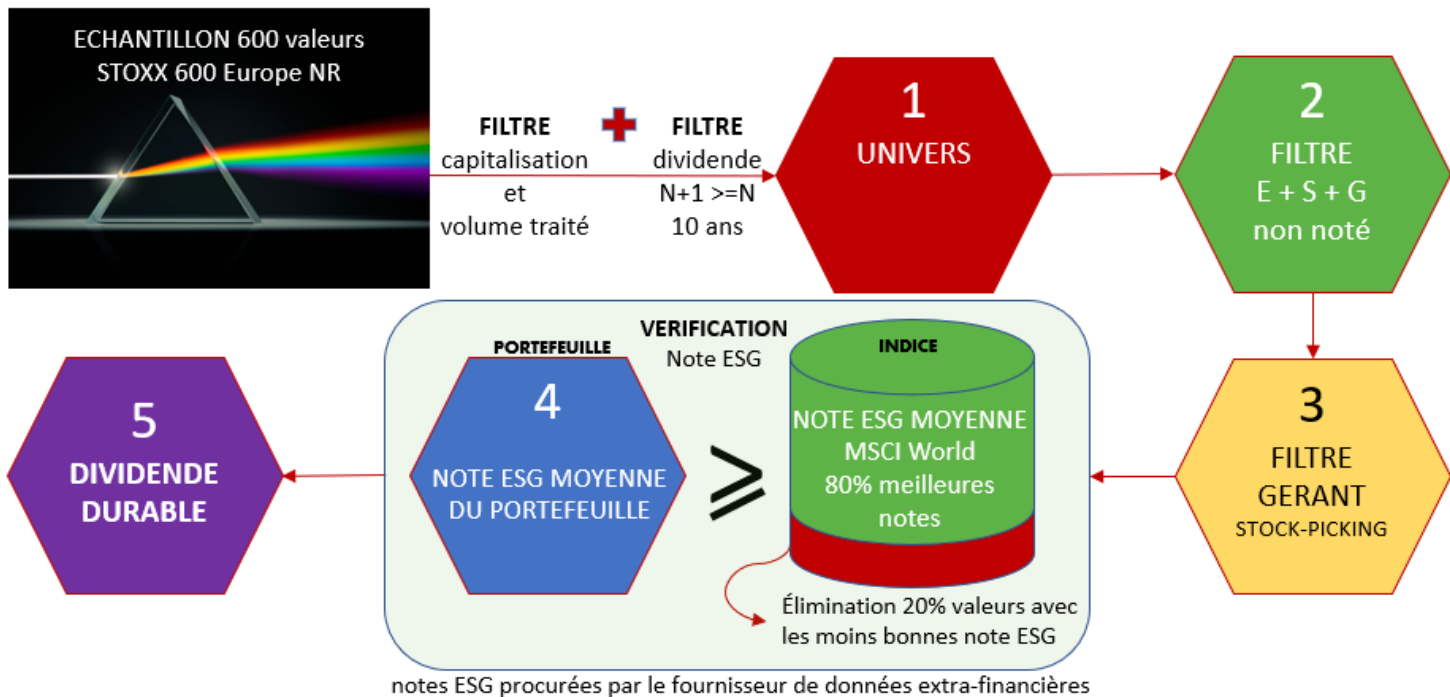 ECHANTILLON 600 valeurs
STOXX 600 Europe NR
FILTRE
capitalisation
et
volume traité
FILTRE
dividende
N+1 >=N
10 ans
1
UNIVERS
2
FILTRE
E + S + G
non noté
3
FILTRE
GERANT
STOCK-PICKING
VERIFICATION
Note ESG
PORTEFEUILLE
4
NOTE ESG MOYENNE
DU PORTEFEUILLE
⩾
INDICE
NOTE ESG MOYENNE
MSCI World
80% meilleures
notes
Élimination 20% valeurs avec
les moins bonnes note ESG
5
DIVIDENDE
DURABLE
notes ESG procurées par le fournisseur de données extra-financières